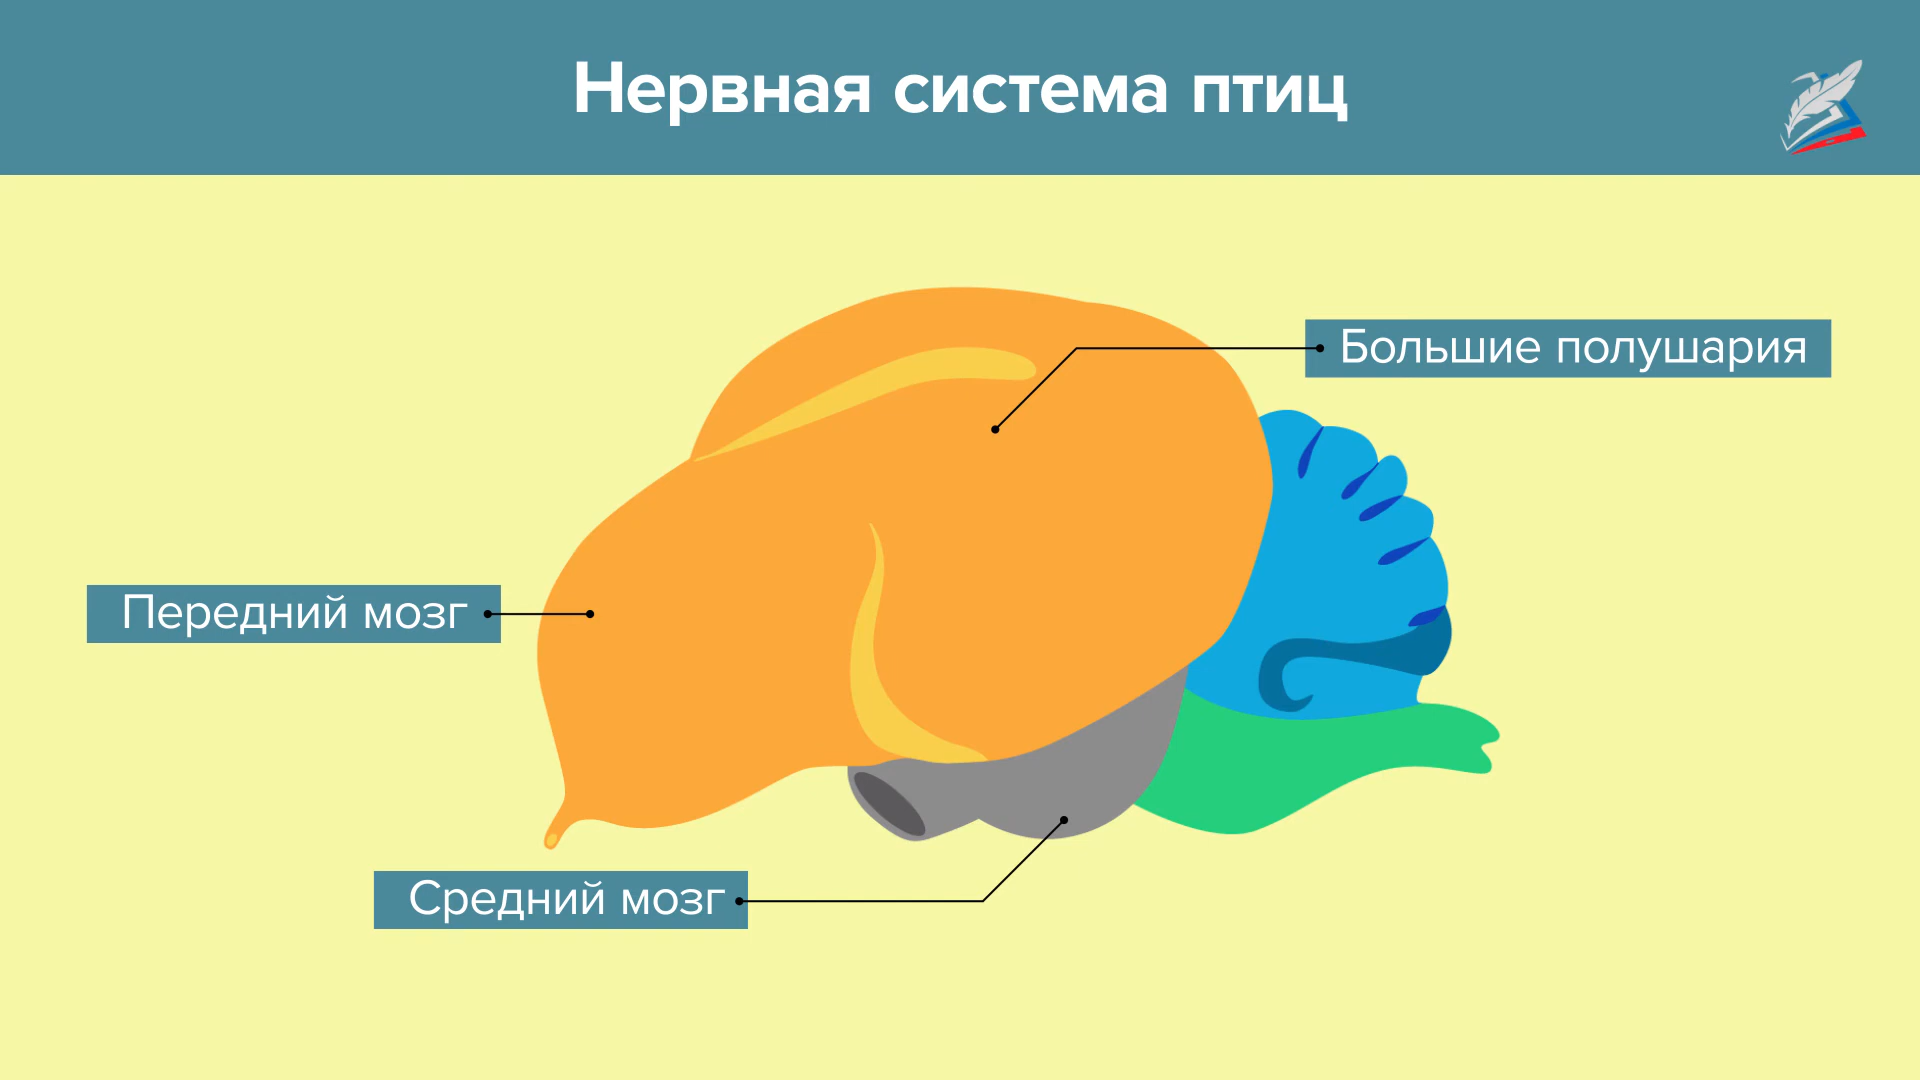 Нервная система птиц
Большие полушария
Передний мозг
Средний мозг